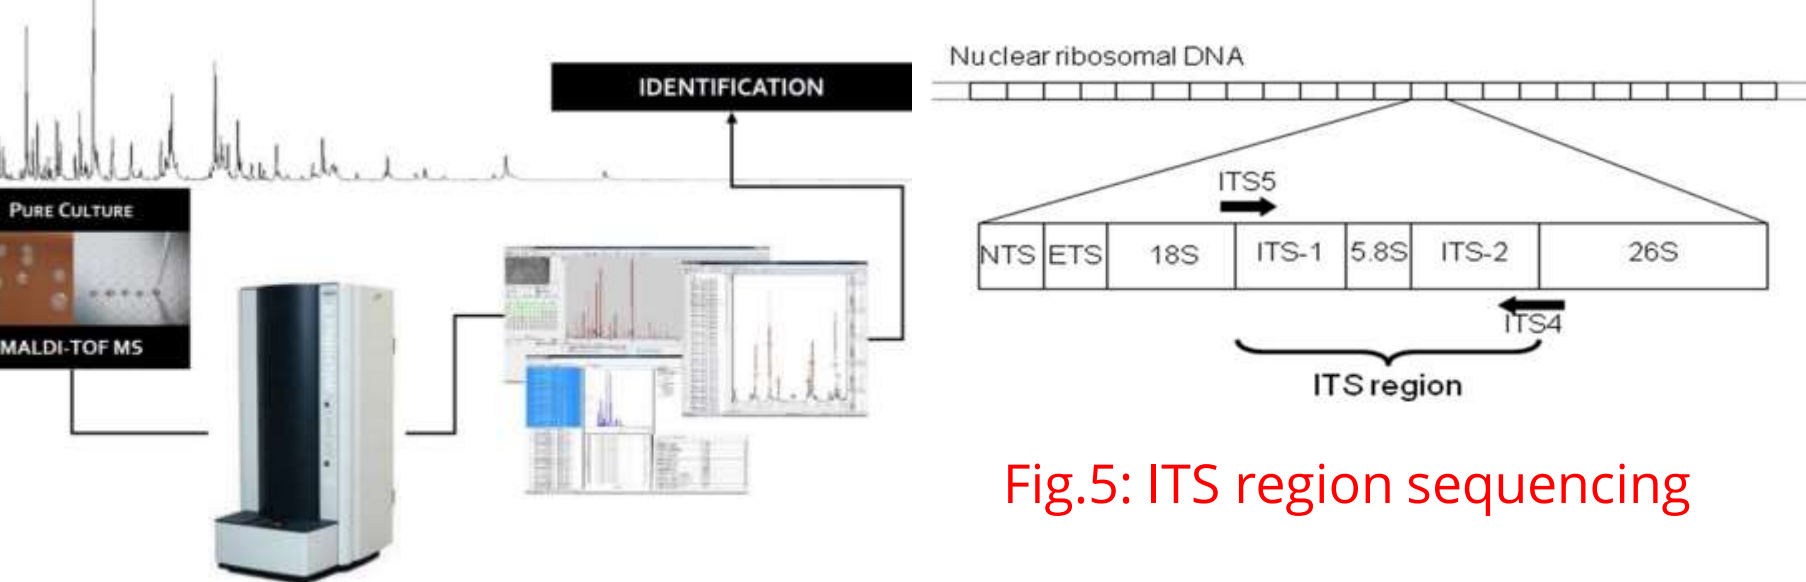 IDENTIFICATION
PURE CULTURE
MALDI-TOF MS
Nuclear ribosomal DNA
ITS5
NTS ETS 18S ITS-1 5.8S ITS-2 26S
ITS4
ITS region
Fig.5: ITS region sequencing